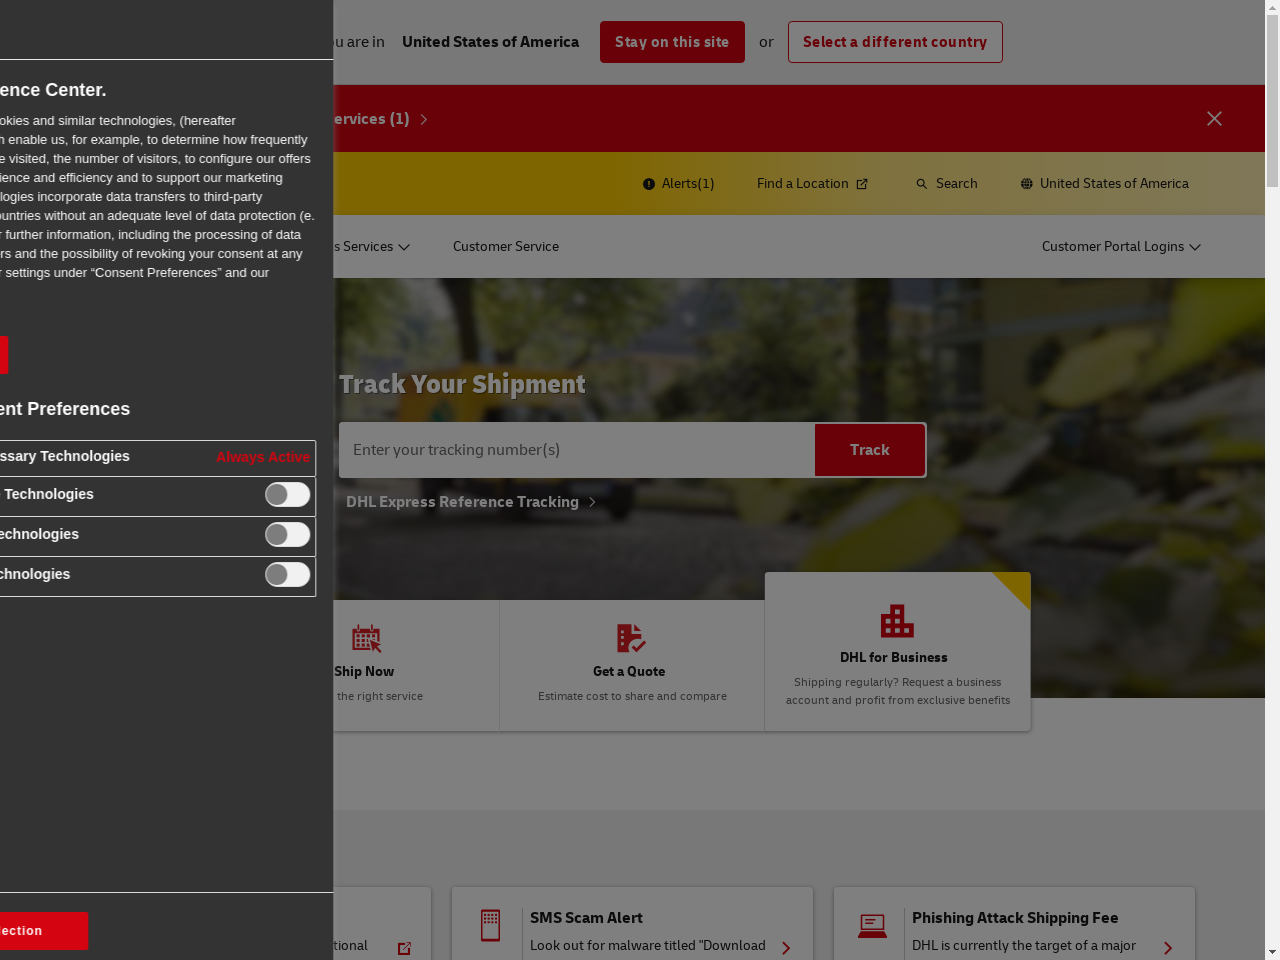 United States of America
Stay on this site
or
Select a different country
ou are in
ervices (1)
Alerts(1)
Find a Location
Search
United States of America
s Services
Customer Service
Customer Portal Logins
ence Center.
okies and similar technologies, (hereafter
h enable us, for example, to determine how frequently
e visited, the number of visitors, to configure our offers
ience and efficiency and to support our marketing
logies incorporate data transfers to third-party
ountries without an adequate level of data protection (e.
r further information, including the processing of data
ers and the possibility of revoking your consent at any
r settings under “Consent Preferences” and our
ent Preferences
ssary Technologies
Always Active
Technologies
echnologies
chnologies
lection
Track Your Shipment
Enter your tracking number(s)
Track
DHL Express Reference Tracking
Ship Now
the right service
Get a Quote
Estimate cost to share and compare
DHL for Business
Shipping regularly? Request a business
account and profit from exclusive benefits
tional
SMS Scam Alert
Look out for malware titled "Download
Phishing Attack Shipping Fee
DHL is currently the target of a major